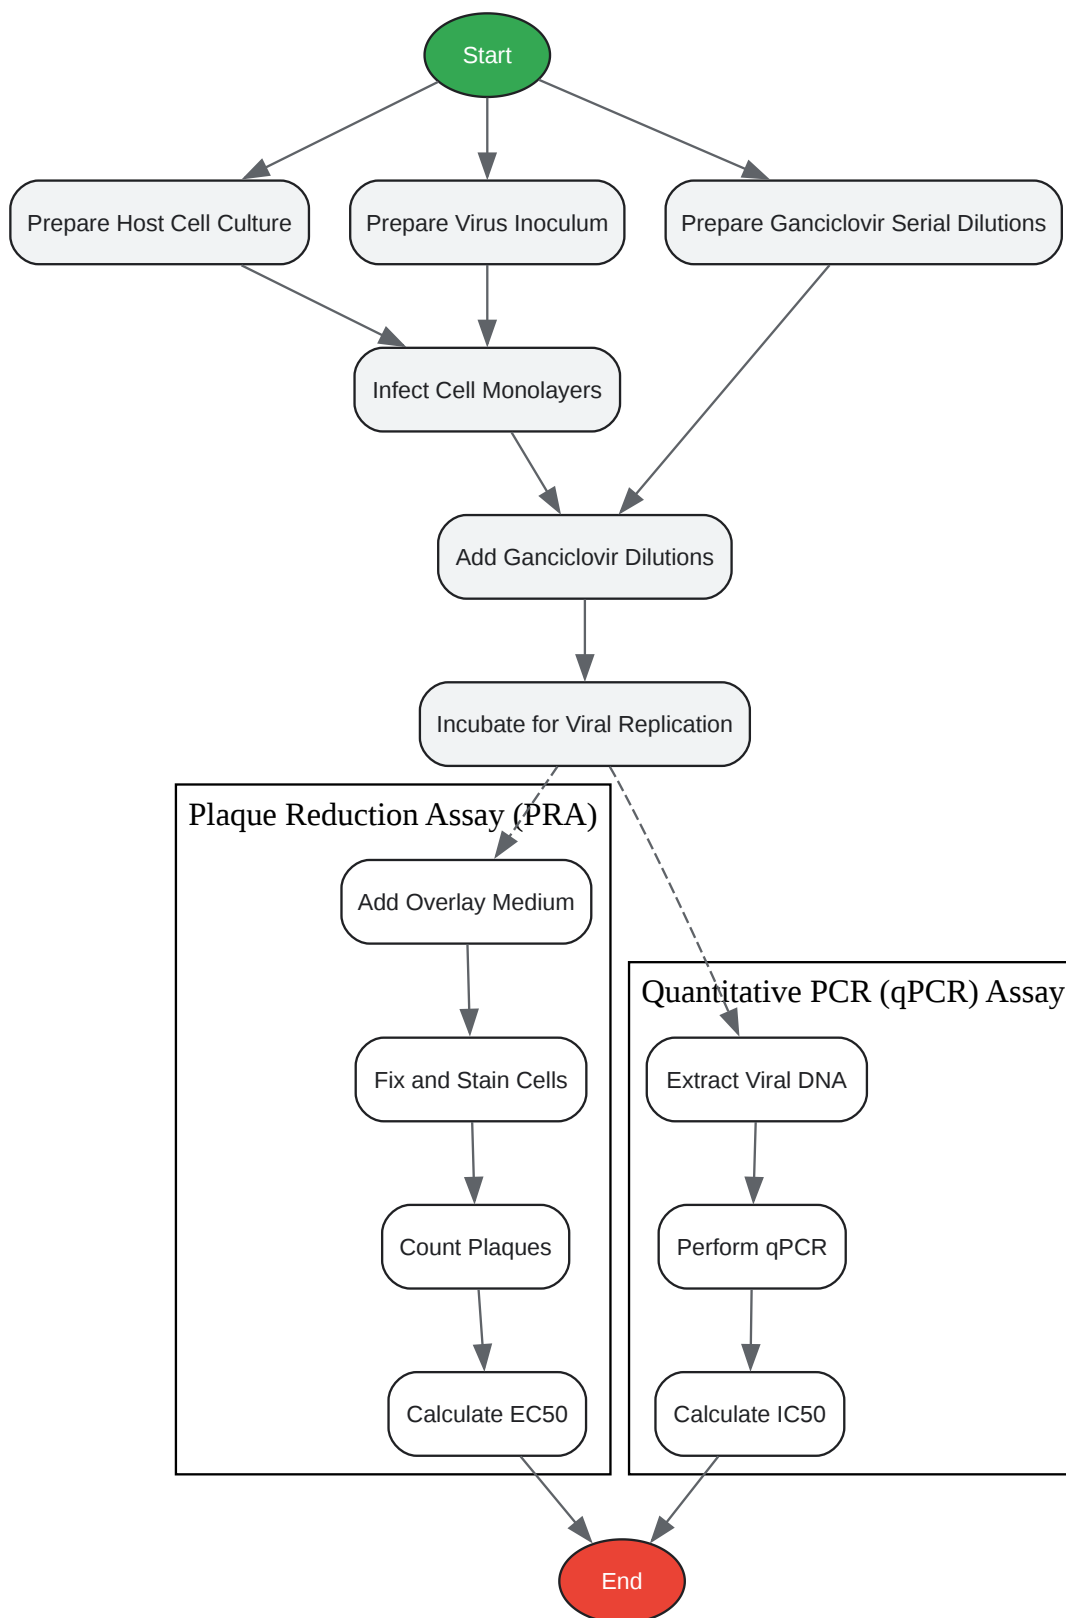 Start
Prepare Host Cell Culture
Prepare Virus Inoculum
Prepare Ganciclovir Serial Dilutions
Infect Cell Monolayers
Add Ganciclovir Dilutions
Incubate for Viral Replication
Plaque Reduction Assay (PRA)
Add Overlay Medium
Fix and Stain Cells
Count Plaques
Calculate EC50
Quantitative PCR (qPCR) Assay
Extract Viral DNA
Perform qPCR
Calculate IC50
End